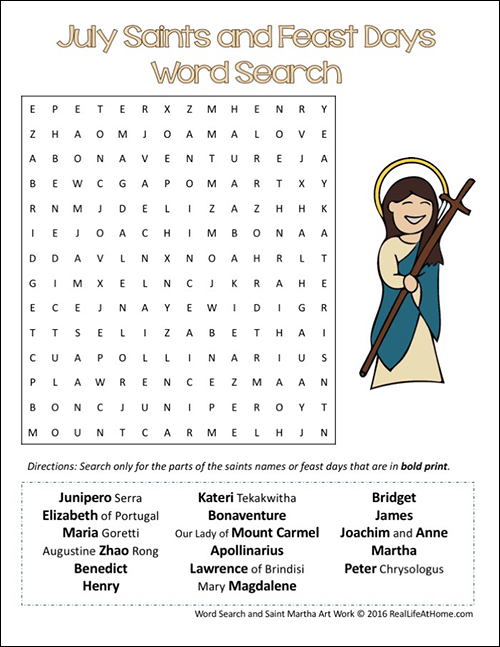 July Saints and Feast Days
Word Search
E P E T E R X Z M H E N R Y
Z H A O M J O A M A L O V E
A B O N A V E N T U R E J A
B E W C G A P O M A R T X Y
R N M J D E L I Z A Z H H K
I E J O A C H I M B O N A A
D D A V L N X N O A H R L T
G I M X E L N C J K R A H E
E C E J N A Y E W I D I G R
T T S E L I Z A B E T H A I
C U A P O L L I N A R I U S
P L A W R E N C E Z M A A N
B O N C J U N I P E R O Y T
M O U N T C A R M E L H J N
Directions: Search only for the parts of the saints names or feast days that are in bold print.
Junipero Serra
Elizabeth of Portugal
Maria Goretti
Augustine Zhao Rong
Benedict
Henry
Kateri Tekakwitha
Bonaventure
Our Lady of Mount Carmel
Apollinarius
Lawrence of Brindisi
Mary Magdalene
Bridget
James
Joachim and Anne
Martha
Peter Chrysologus
Word Search and Saint Martha Art Work © 2016 RealLifeAtHome.com